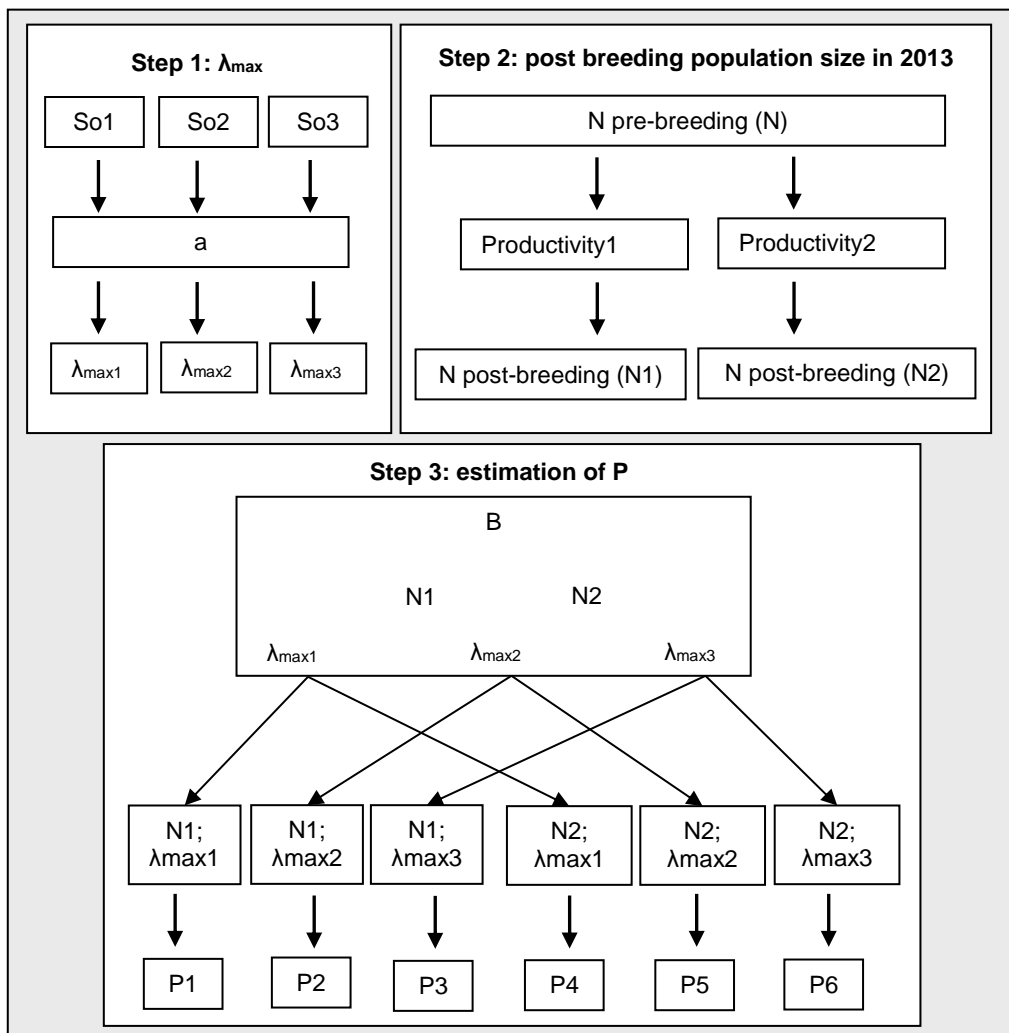 Step 1: λmax
So1 So2 So3
a
λmax1 λmax2 λmax3
Step 2: post breeding population size in 2013
N pre-breeding (N)
Productivity1 Productivity2
N post-breeding (N1) N post-breeding (N2)
Step 3: estimation of P
B
N1 N2
λmax1 λmax2 λmax3
N1; N1; N1; N2; N2; N2;
λmax1 λmax2 λmax3 λmax1 λmax2 λmax3
P1 P2 P3 P4 P5 P6